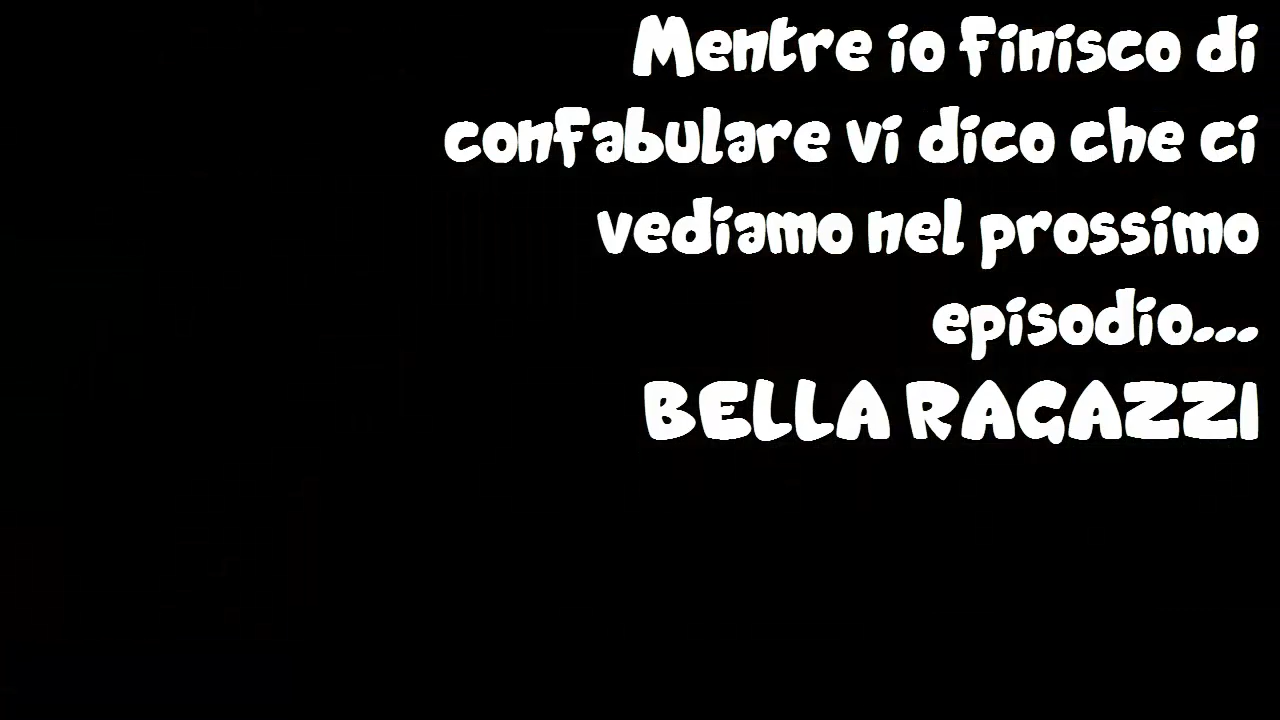 Mentre io finisco di
confabulare vi dico che ci
vediamo nel prossimo
episodio...
BELLA RAGAZZI